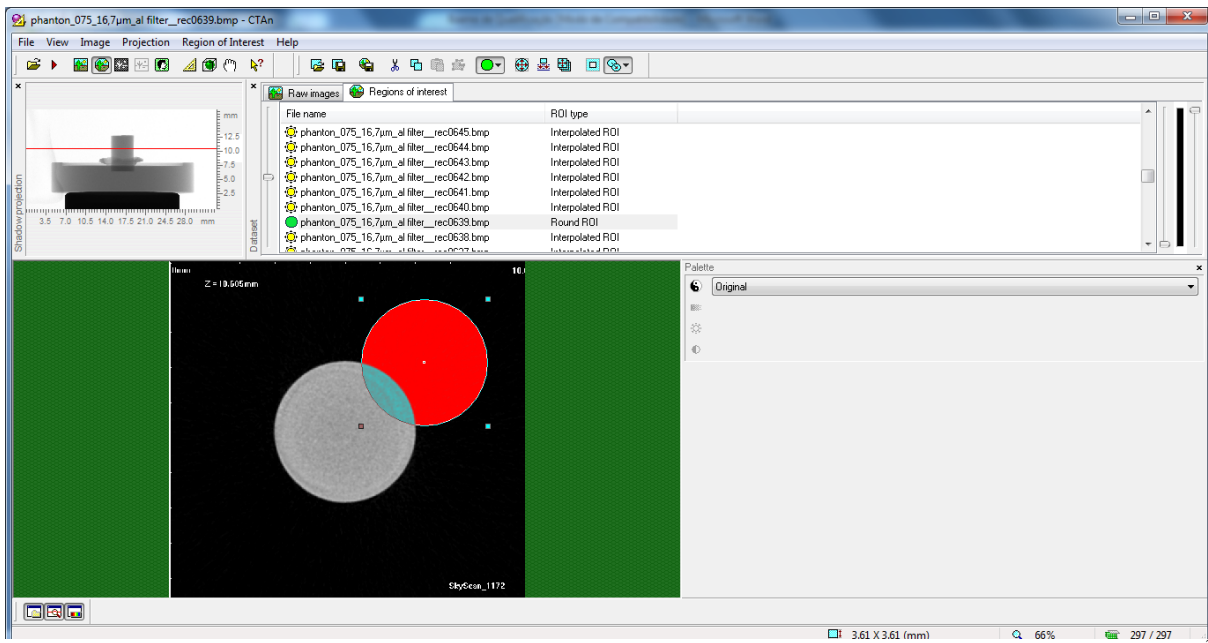 phanton_075_16,7µm_al filter__rec0639.bmp - CTAn
File View Image Projection Region of Interest Help
Raw images Regions of interest
File name ROI type
phanton_075_16,7µm_al filter__rec0645.bmp Interpolated ROI
phanton_075_16,7µm_al filter__rec0644.bmp Interpolated ROI
phanton_075_16,7µm_al filter__rec0643.bmp Interpolated ROI
phanton_075_16,7µm_al filter__rec0642.bmp Interpolated ROI
phanton_075_16,7µm_al filter__rec0641.bmp Interpolated ROI
phanton_075_16,7µm_al filter__rec0640.bmp Interpolated ROI
phanton_075_16,7µm_al filter__rec0639.bmp Round ROI
phanton_075_16,7µm_al filter__rec0638.bmp Interpolated ROI
mm
12.5
10.0
7.5
5.0
2.5
3.5 7.0 10.5 14.0 17.5 21.0 24.5 28.0 mm
Shadow projection
Dataset
Palette
Original
0mm 10.
Z = 10.605mm
SkyScan_1172
3.61 X 3.61 (mm) 66% 297 / 297